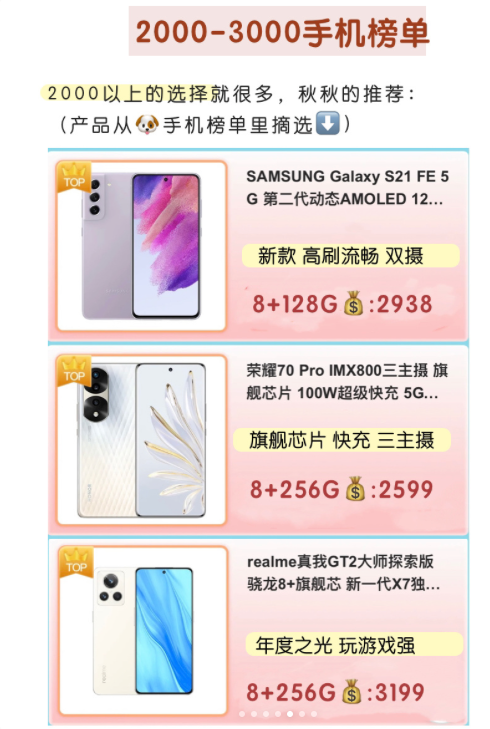 2000-3000手机榜单
2000以上的选择就很多，秋秋的推荐：
（产品从🐶手机榜单里摘选⬇️）
TOP
SAMSUNG Galaxy S21 FE 5
G 第二代动态AMOLED 12...
新款 高刷流畅 双摄
8+128G💰:2938
TOP
荣耀70 Pro IMX800三主摄 旗
舰芯片 100W超级快充 5G...
旗舰芯片 快充 三主摄
8+256G💰:2599
TOP
realme真我GT2大师探索版
骁龙8+旗舰芯 新一代X7独...
年度之光 玩游戏强
8+256G💰:3199